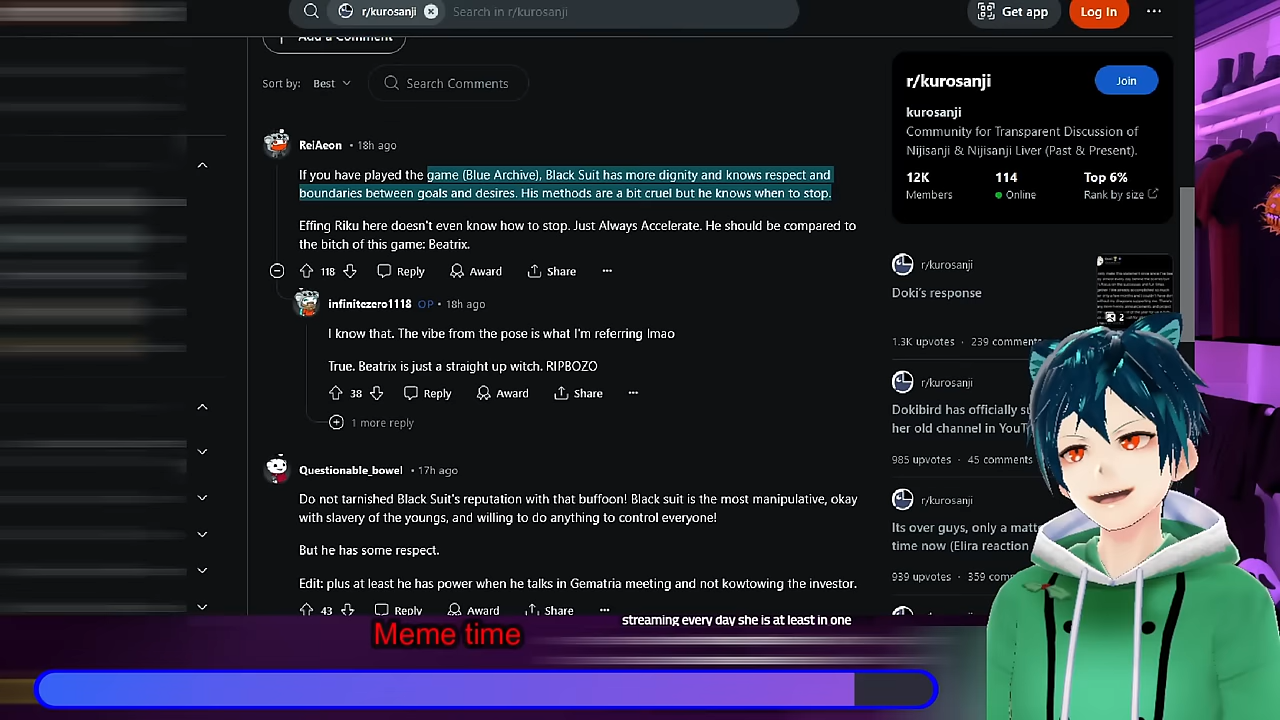 r/kurosanji
Search in r/kurosanji
Get app
Log In
Add a Comment
Sort by: Best
Search Comments
RelAeon • 18h ago
If you have played the game (Blue Archive), Black Suit has more dignity and knows respect and
boundaries between goals and desires. His methods are a bit cruel but he knows when to stop.
Effing Riku here doesn't even know how to stop. Just Always Accelerate. He should be compared to
the bitch of this game: Beatrix.
118 Reply Award Share
infinitezero1118 OP • 18h ago
I know that. The vibe from the pose is what I'm referring lmao
True. Beatrix is just a straight up witch. RIPBOZO
38 Reply Award Share
1 more reply
Questionable_bowel • 17h ago
Do not tarnished Black Suit's reputation with that buffoon! Black suit is the most manipulative, okay
with slavery of the youngs, and willing to do anything to control everyone!
But he has some respect.
Edit: plus at least he has power when he talks in Gematria meeting and not kowtowing the investor.
43 Reply Award Share
r/kurosanji
Join
kurosanji
Community for Transparent Discussion of
Nijisanji & Nijisanji Liver (Past & Present).
12K 114 Top 6%
Members Online Rank by size
r/kurosanji
Doki's response
2
1.3K upvotes · 239 comments
r/kurosanji
Dokibird has officially
her old channel in
985 upvotes · 45 comments
r/kurosanji
Its over guys, only a
time now (Elira reaction
939 upvotes · 359
streaming every day she is at least in one
Meme time